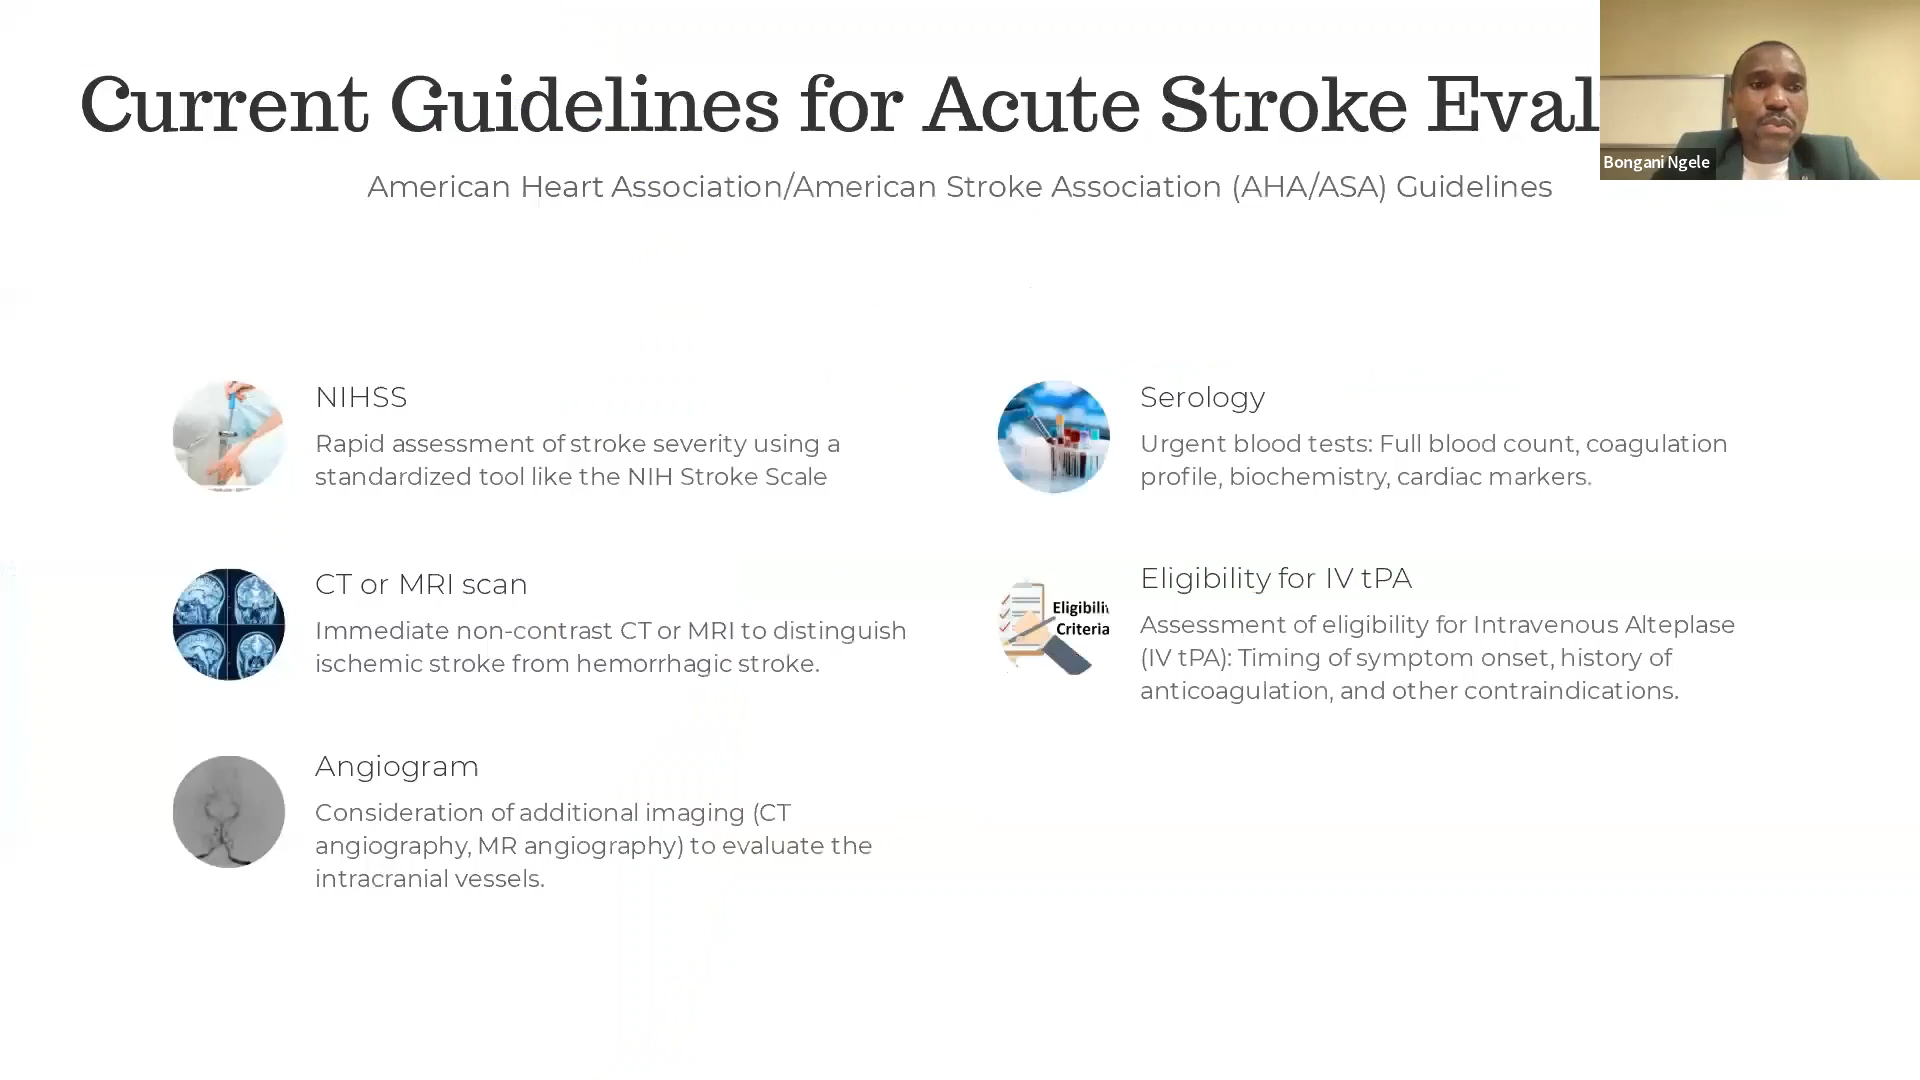 Current Guidelines for Acute Stroke Eval
American Heart Association/American Stroke Association (AHA/ASA) Guidelines
Bongani Ngele
NIHSS
Rapid assessment of stroke severity using a
standardized tool like the NIH Stroke Scale
CT or MRI scan
Immediate non-contrast CT or MRI to distinguish
ischemic stroke from hemorrhagic stroke.
Angiogram
Consideration of additional imaging (CT
angiography, MR angiography) to evaluate the
intracranial vessels.
Serology
Urgent blood tests: Full blood count, coagulation
profile, biochemistry, cardiac markers.
Eligibility for IV tPA
Assessment of eligibility for Intravenous Alteplase
(IV tPA): Timing of symptom onset, history of
anticoagulation, and other contraindications.
Eligibili
Criteria